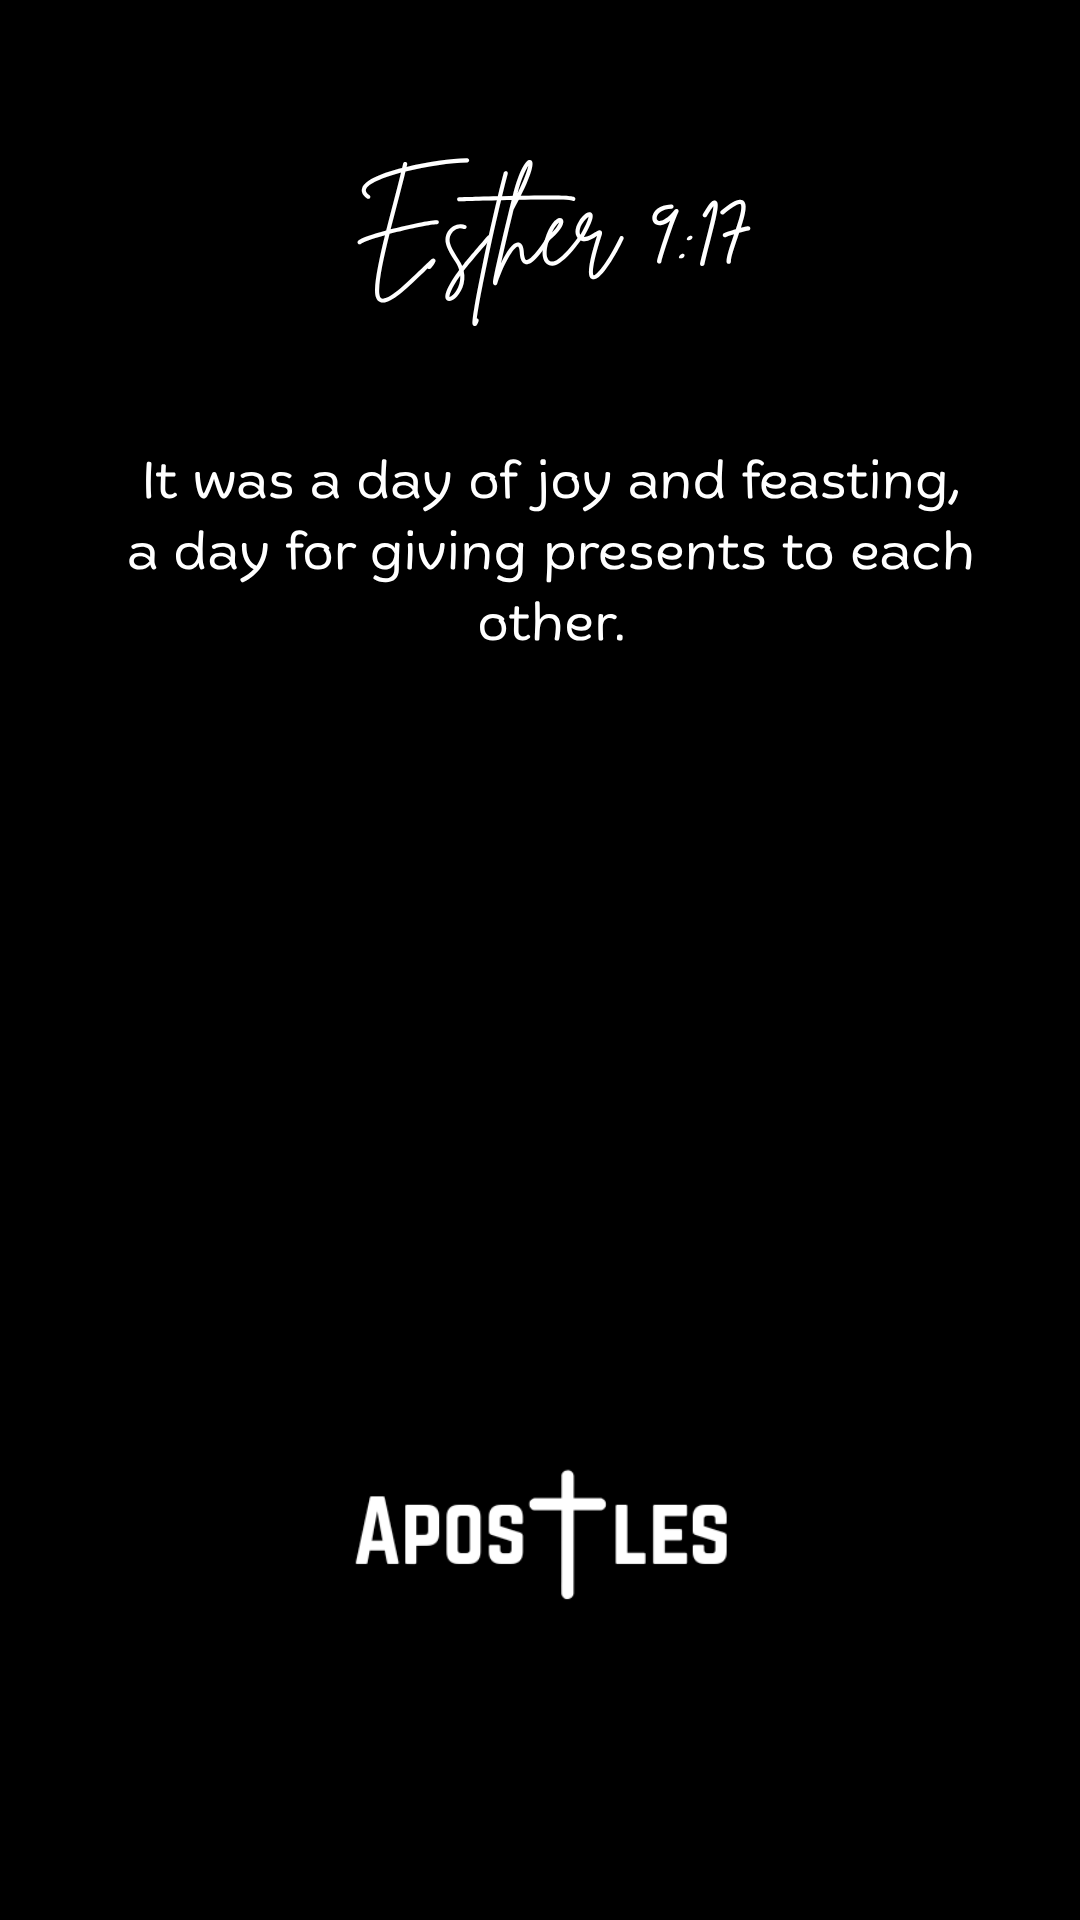 Esther 9:17
It was a day of joy and feasting,
a day for giving presents to each
other.
APOSTLES